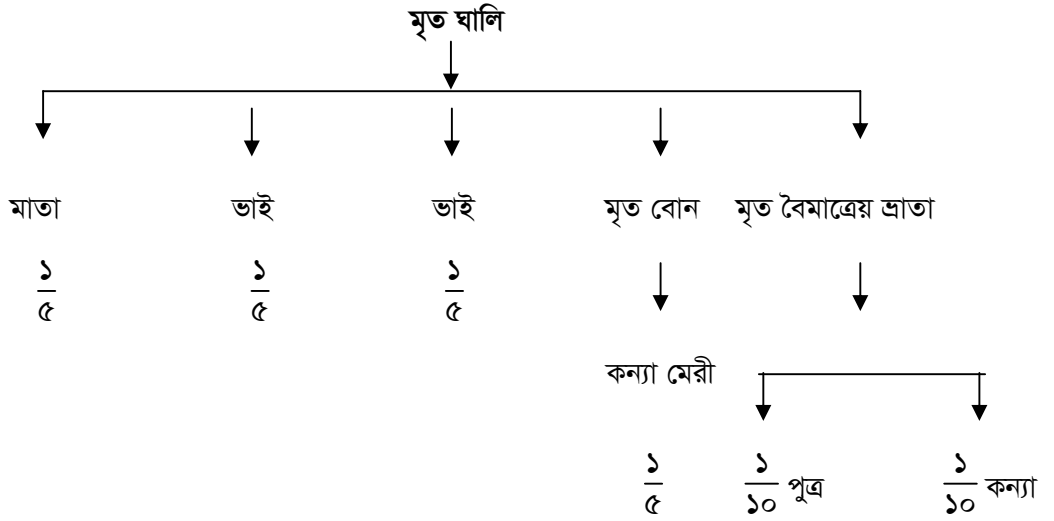 মৃত ঘালি
মাতা ভাই ভাই মৃত বোন মৃত বৈমাত্রেয় ভ্রাতা
১/৫ ১/৫ ১/৫
কন্যা মেরী
১/৫ ১/১০ পুত্র ১/১০ কন্যা